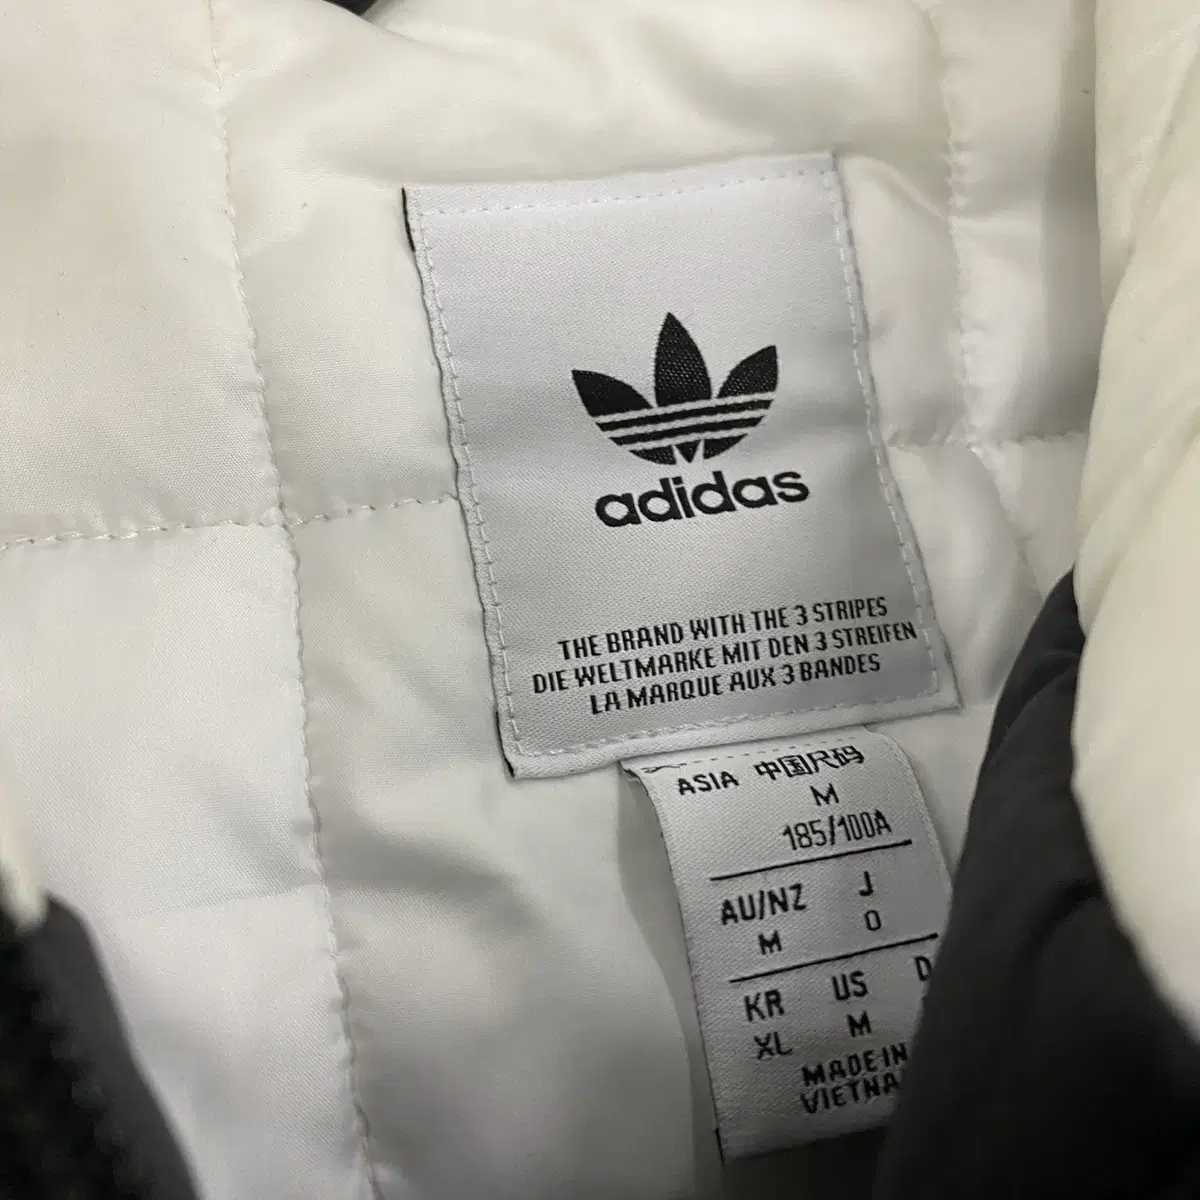 adidas
THE BRAND WITH THE 3 STRIPES
DIE WELTMARKE MIT DEN 3 STREIFEN
LA MARQUE AUX 3 BANDES
ASIA 中国尺码
M
185/100A
AU/NZ J
M O
KR US D
XL M
MADE IN
VIETNA